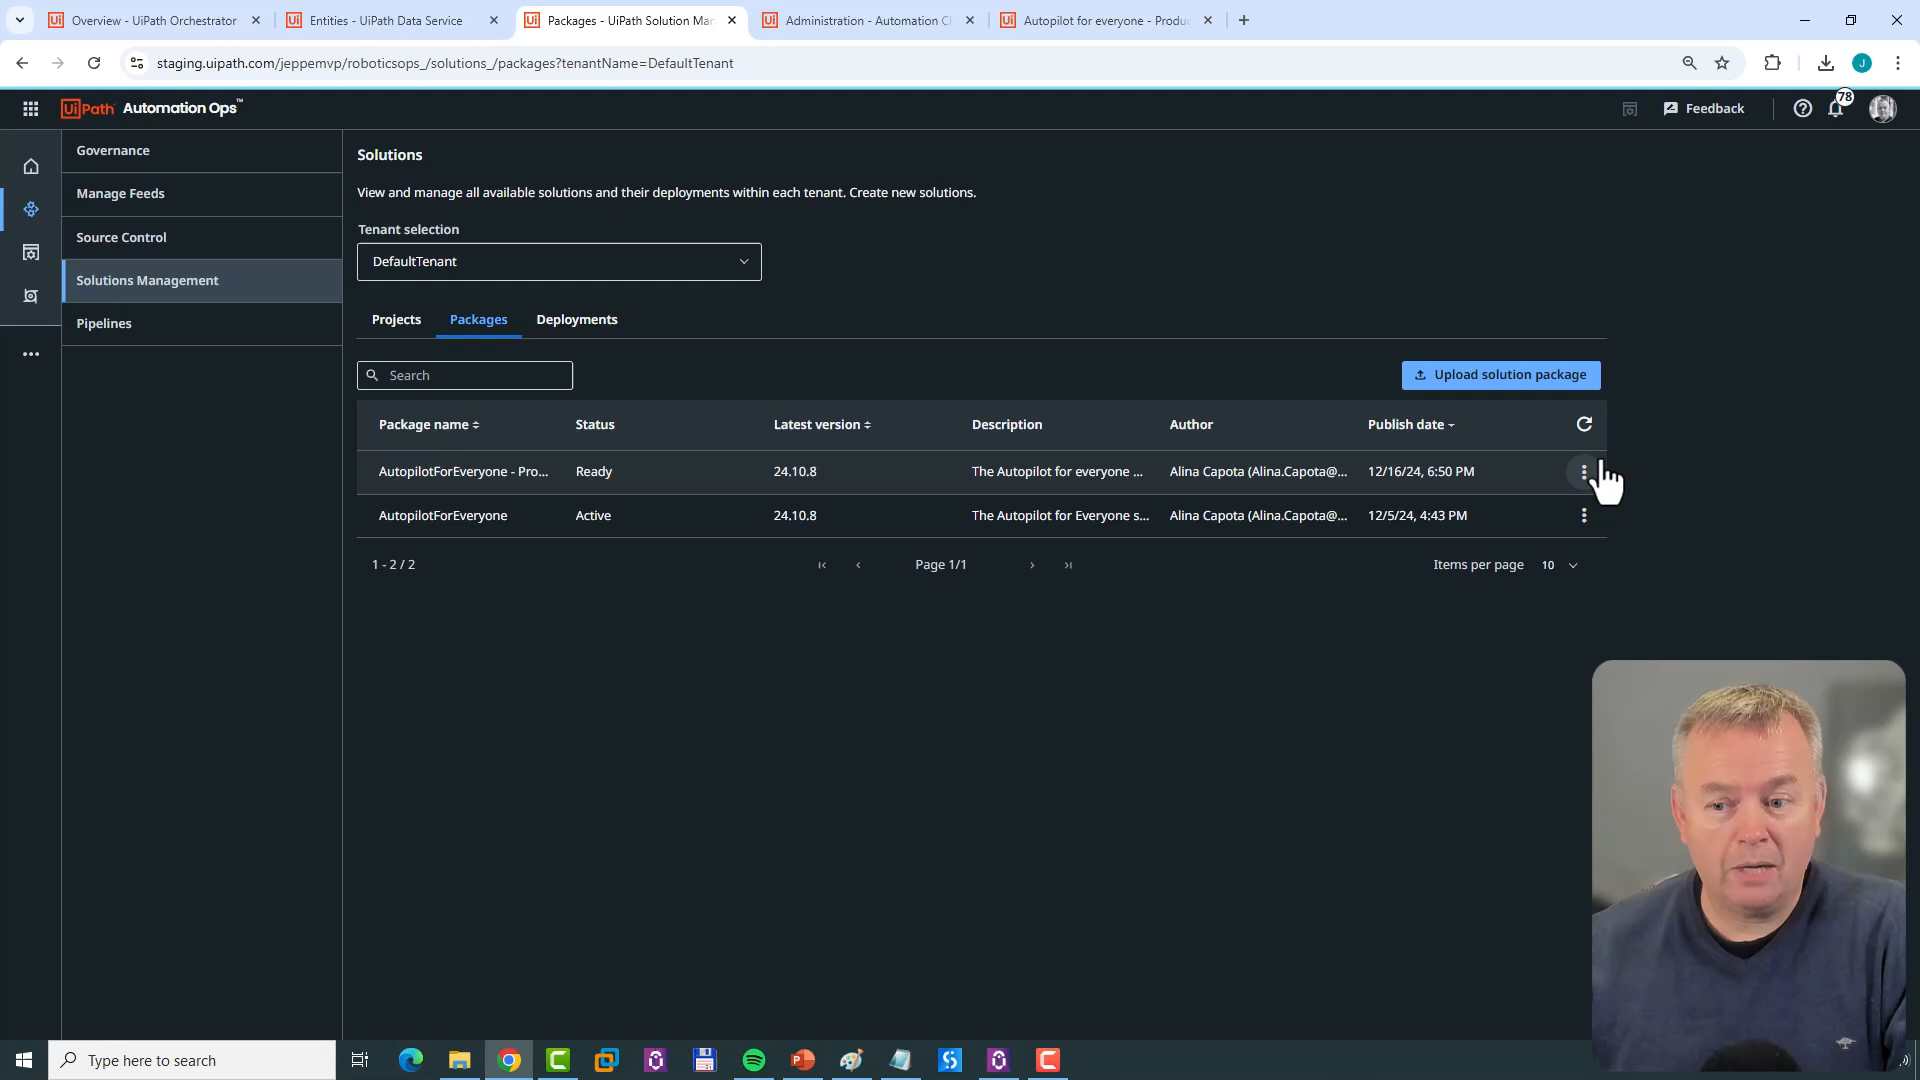 Overview - UiPath Orchestrator
Entities - UiPath Data Service
Packages - UiPath Solution Mar
Administration - Automation Cl
Autopilot for everyone - Produc
staging.uipath.com/jeppemvp/roboticsops_/solutions_/packages?tenantName=DefaultTenant
J
UiPath Automation Ops™
Feedback
78
Governance
Manage Feeds
Source Control
Solutions Management
Pipelines
Solutions
View and manage all available solutions and their deployments within each tenant. Create new solutions.
Tenant selection
DefaultTenant
Projects Packages Deployments
Search
Upload solution package
Package name Status Latest version Description Author Publish date
AutopilotForEveryone - Pro... Ready 24.10.8 The Autopilot for everyone ... Alina Capota (Alina.Capota@... 12/16/24, 6:50 PM
AutopilotForEveryone Active 24.10.8 The Autopilot for Everyone s... Alina Capota (Alina.Capota@... 12/5/24, 4:43 PM
1 - 2 / 2 Page 1/1 Items per page 10
Type here to search